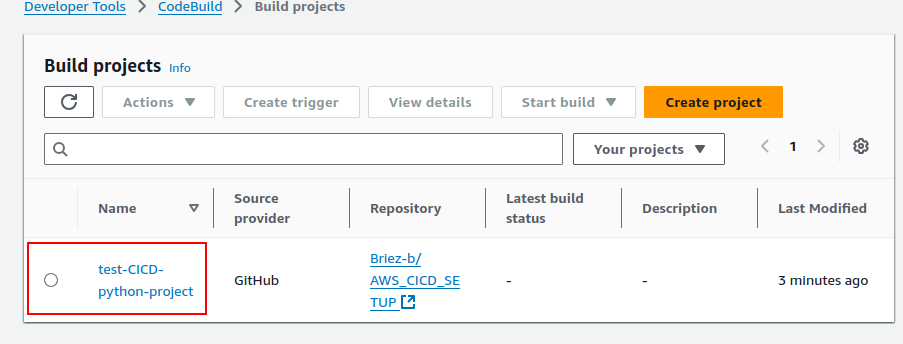 Developer Tools > CodeBuild > Build projects
Build projects Info
Actions Create trigger View details Start build Create project
Your projects 1
Name Source provider Repository Latest build status Description Last Modified
test-CICD-python-project GitHub Briez-b/AWS_CICD_SETUP - - 3 minutes ago